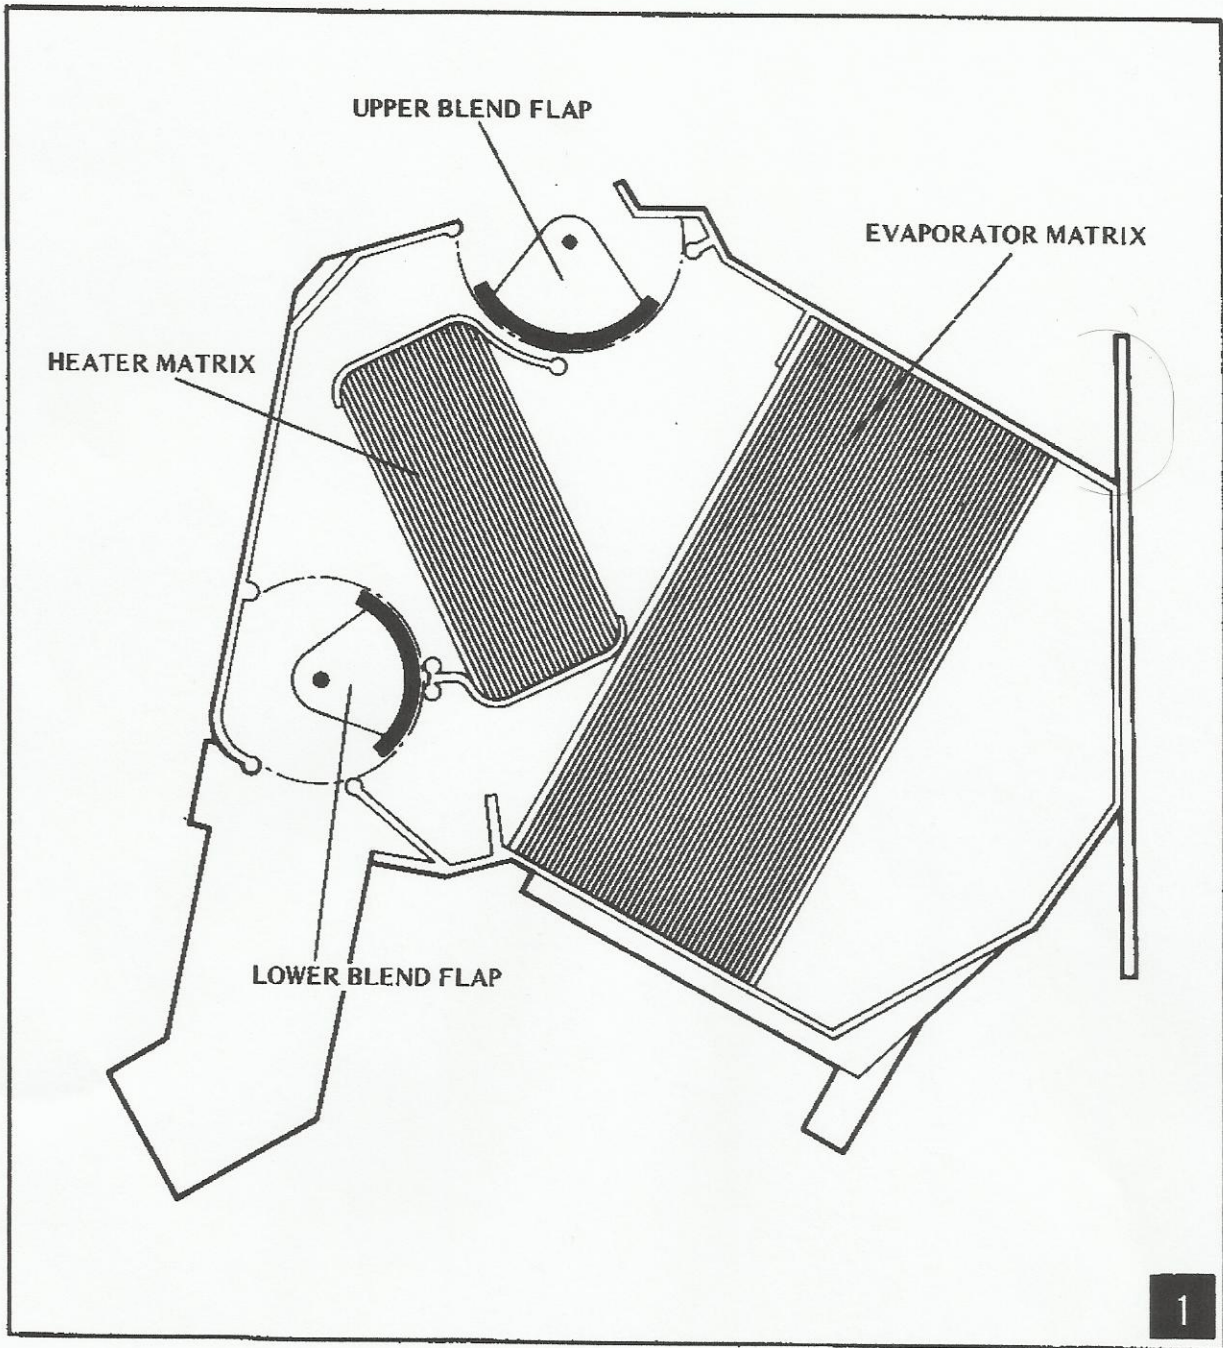 UPPER BLEND FLAP
EVAPORATOR MATRIX
HEATER MATRIX
LOWER BLEND FLAP
1